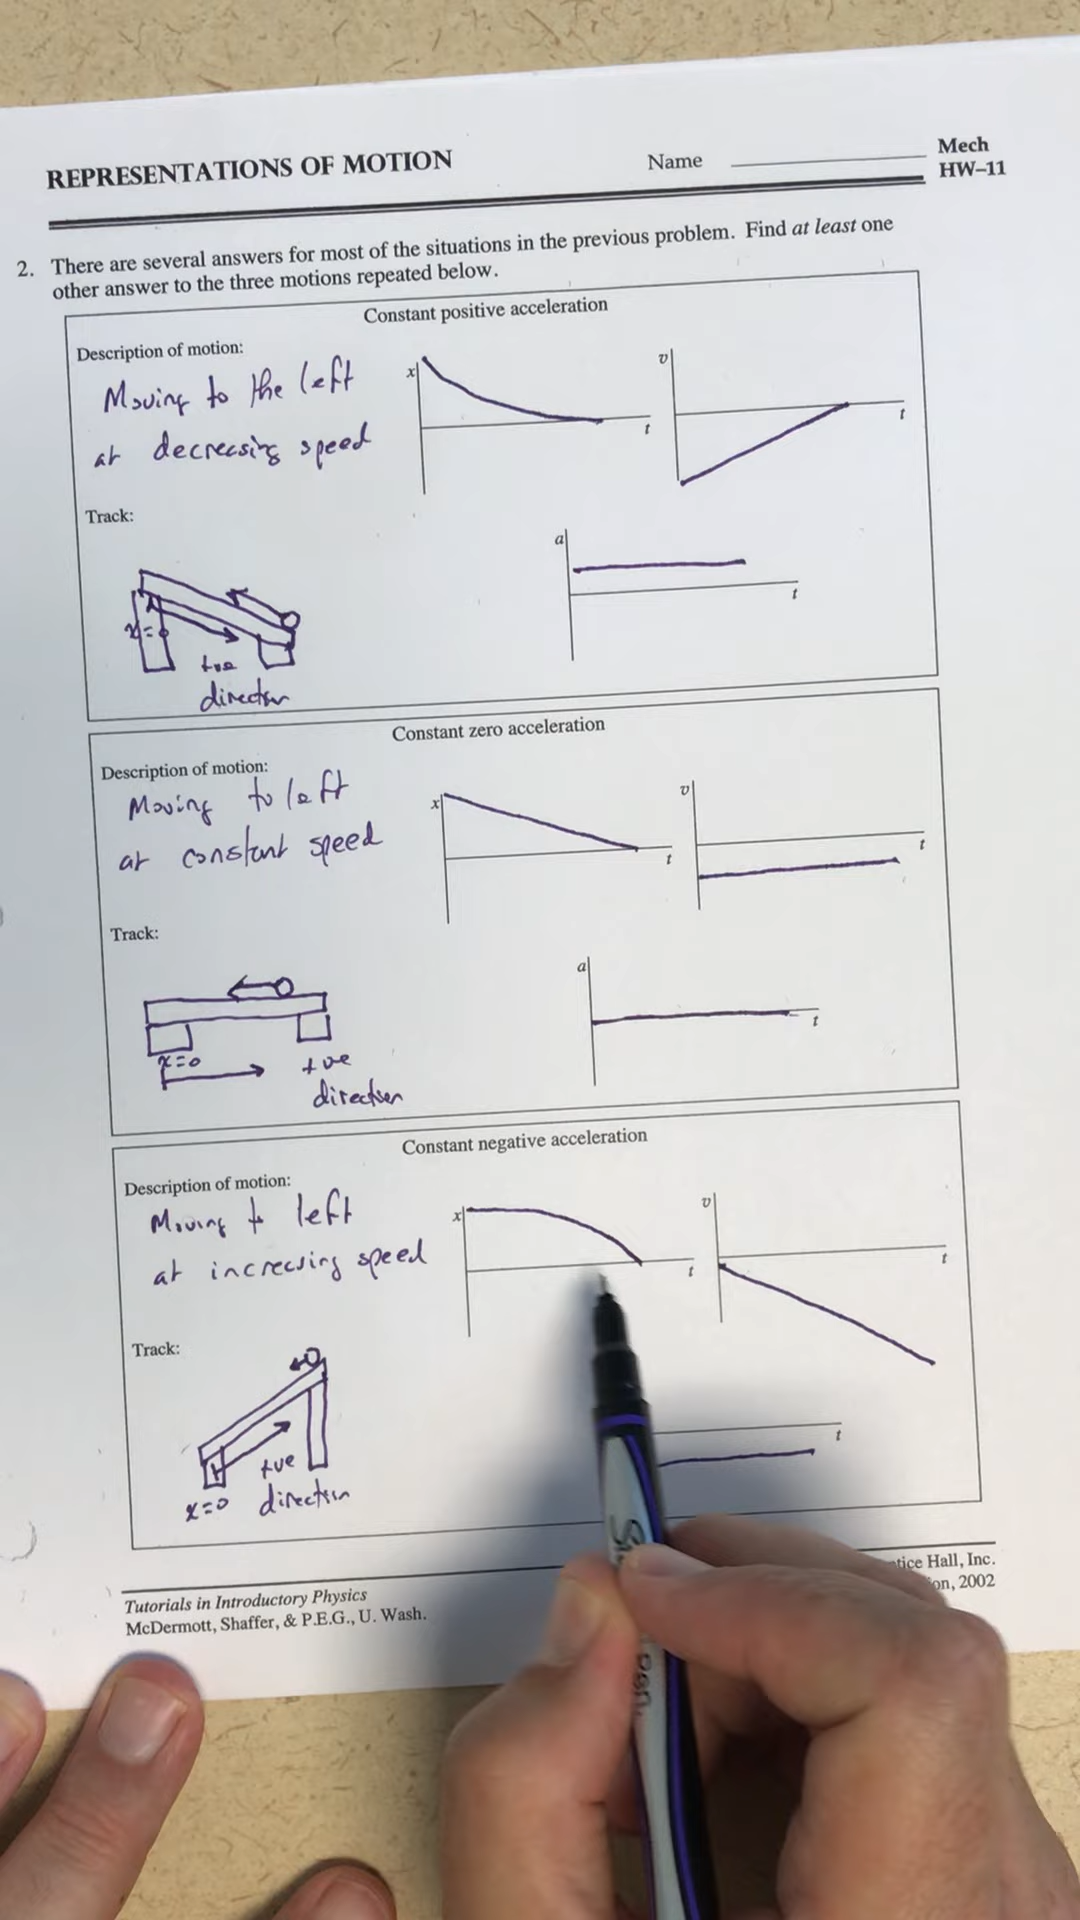 REPRESENTATIONS OF MOTION
Name
Mech
HW–11
2. There are several answers for most of the situations in the previous problem. Find at least one
other answer to the three motions repeated below.
Constant positive acceleration
Description of motion:
Moving to the left
at decreasing speed
x
t
v
t
Track:
a
t
x=0
+ve
direction
Constant zero acceleration
Description of motion:
Moving to left
at constant speed
x
t
v
t
Track:
a
t
x=0
+ve
direction
Constant negative acceleration
Description of motion:
Moving to left
at increasing speed
x
t
v
t
Track:
t
+ve
x=0 direction
Tutorials in Introductory Physics
McDermott, Shaffer, & P.E.G., U. Wash.
Hall, Inc.
2002